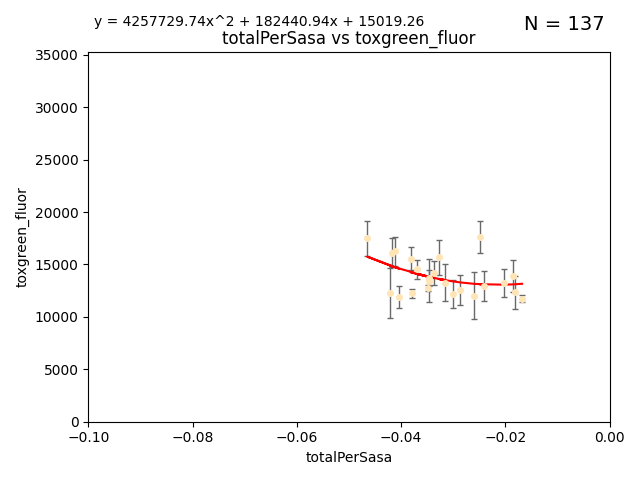 y = 4257729.74x^2 + 182440.94x + 15019.26
N = 137
totalPerSasa vs toxgreen_fluor
35000
30000
25000
20000
15000
10000
5000
0
toxgreen_fluor
−0.10
−0.08
−0.06
−0.04
−0.02
0.00
totalPerSasa